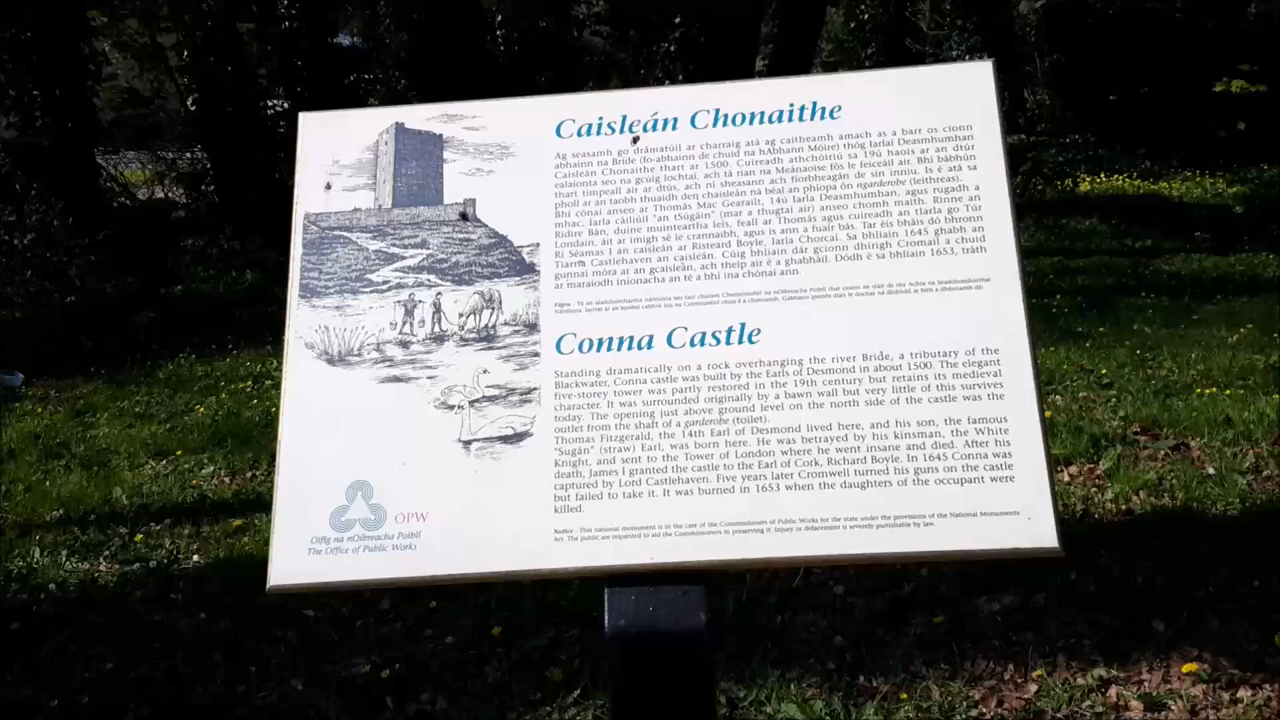 Caisleán Chonaithe
Ag seasamh go drámatúil ar charraig atá ag caitheamh amach as a barr os cionn
abhainn na Bríde (fo-abhainn de chuid na hAbhann Móire) thóg Iarlaí Deasmhumhan
Caisleán Chonaithe thart ar 1500. Cuireadh athchóiriú sa 19ú haois ar an dtúr
ealaíonta seo na gcúig lochtaí, ach tá rian na Meánaoise fós le feiceáil air. Bhí bábhún
thart timpeall air ar dtús, ach ní sheasann ach fíorbheagán de sin inniu. Is é atá sa
pholl ar an taobh thuaidh den chaisleán ná béal an phíopa ón ngarderobe (leithreas).
Bhí cónaí anseo ar Thomás Mac Gearailt, 14ú Iarla Deasmhumhan, agus rugadh a
mhac, Iarla cáiliúil "an tSúgáin" (mar a thugtaí air) anseo chomh maith. Rinne an
Ridire Bán, duine muinteartha leis, feall ar Thomás agus cuireadh an tIarla go Túr
Londain, áit ar imigh sé le crannaibh, agus is ann a fuair bás. Tar éis bháis dó bhronn
Rí Séamas I an caisleán ar Risteard Boyle, Iarla Chorcaí. Sa bhliain 1645 ghabh an
Tiarna Castlehaven an caisleán. Cúig bhliain dár gcionn dhírigh Cromail a chuid
gunnaí móra ar an gcaisleán, ach theip air é a ghabháil. Dódh é sa bhliain 1653, tráth
ar maraíodh iníonacha an té a bhí ina chónaí ann.
Conna Castle
Standing dramatically on a rock overhanging the river Bride, a tributary of the
Blackwater, Conna castle was built by the Earls of Desmond in about 1500. The elegant
five-storey tower was partly restored in the 19th century but retains its medieval
character. It was surrounded originally by a bawn wall but very little of this survives
today. The opening just above ground level on the north side of the castle was the
outlet from the shaft of a garderobe (toilet).
Thomas Fitzgerald, the 14th Earl of Desmond lived here, and his son, the famous
"Sugán" (straw) Earl, was born here. He was betrayed by his kinsman, the White
Knight, and sent to the Tower of London where he went insane and died. After his
death, James I granted the castle to the Earl of Cork, Richard Boyle. In 1645 Conna was
captured by Lord Castlehaven. Five years later Cromwell turned his guns on the castle
but failed to take it. It was burned in 1653 when the daughters of the occupant were
killed.
Notice - This national monument is in the care of the Commissioners of Public Works for the state under the provisions of the National Monuments
Act. The public are requested to aid the Commissioners in preserving it. Injury or defacement is severely punishable by law.
OPW
Oifig na nOibreacha Poiblí
The Office of Public Works